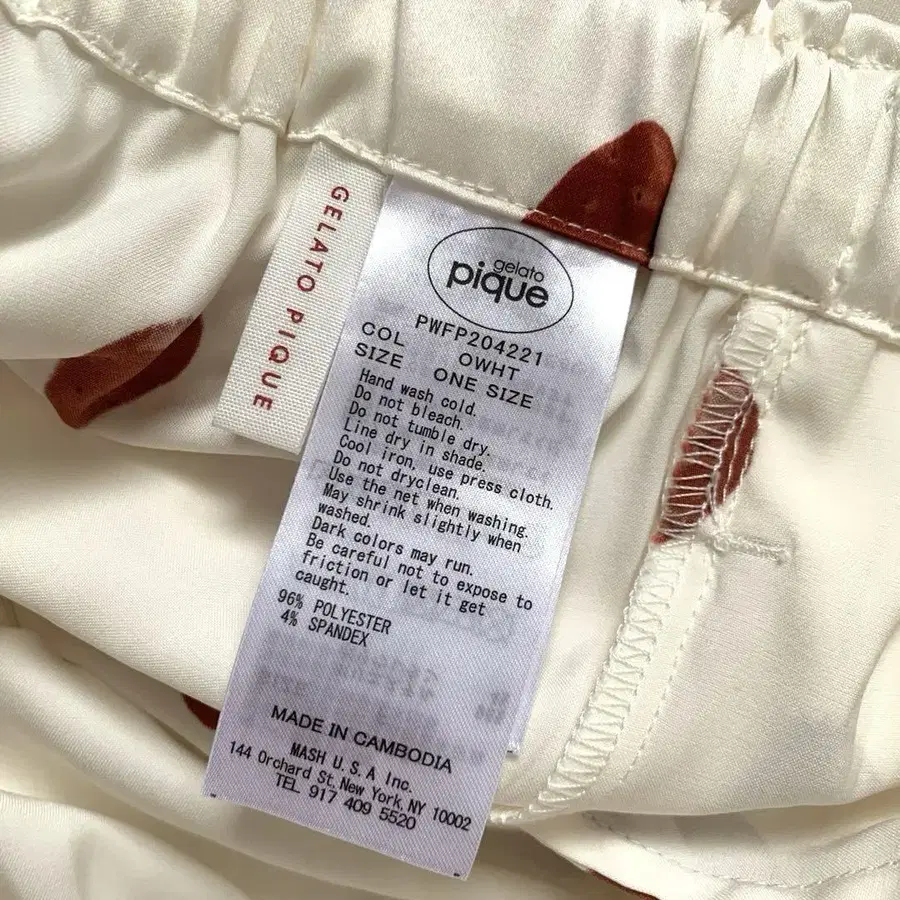 GELATO PIQUE
gelato
pique
PWFP204221
COL OWHT
SIZE ONE SIZE
Hand wash cold.
Do not bleach.
Do not tumble dry.
Line dry in shade.
Cool iron, use press cloth.
Do not dryclean.
Use the net when washing.
May shrink slightly when
washed.
Dark colors may run.
Be careful not to expose to
friction or let it get
caught.
96% POLYESTER
4% SPANDEX
MADE IN CAMBODIA
MASH U.S.A Inc.
144 Orchard St, New York, NY 10002
TEL 917 409 5520